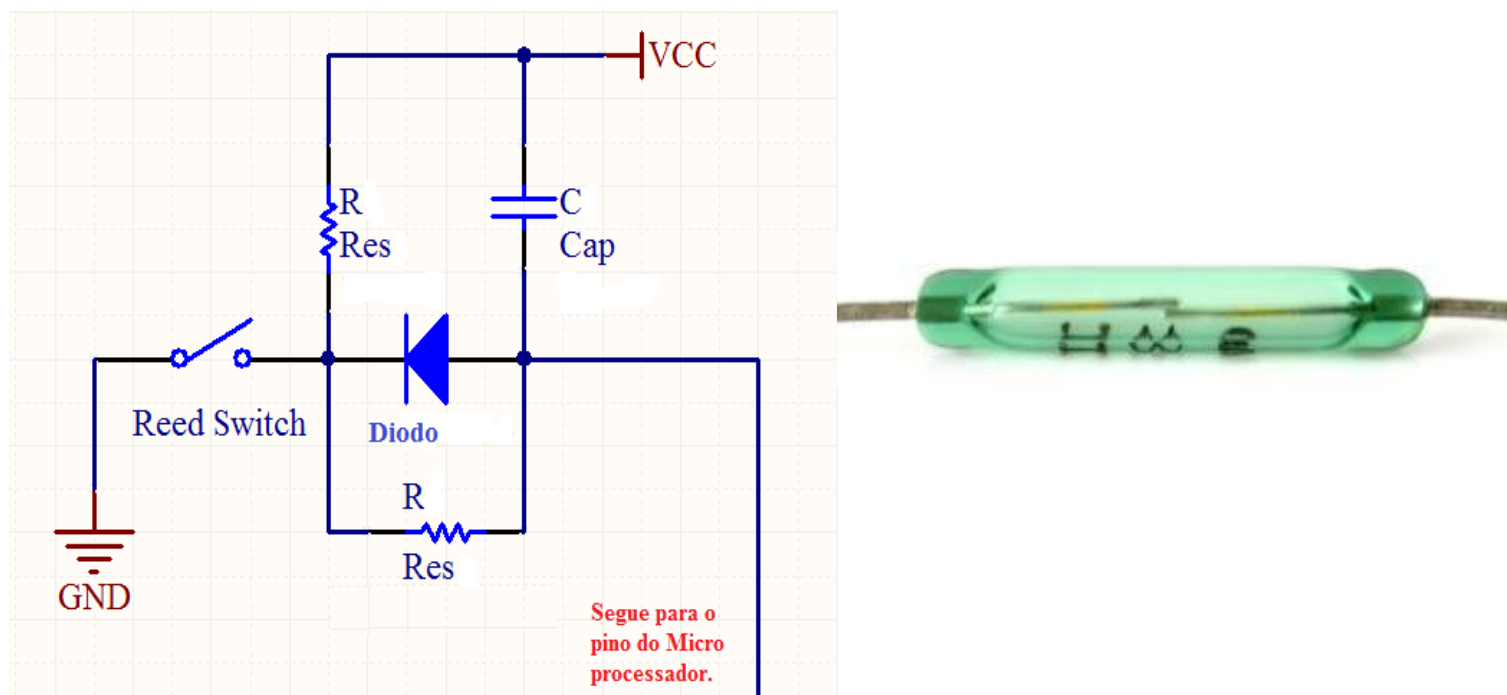 VCC
R
Res
C
Cap
Reed Switch
Diodo
R
Res
GND
Segue para o
pino do Micro
processador.